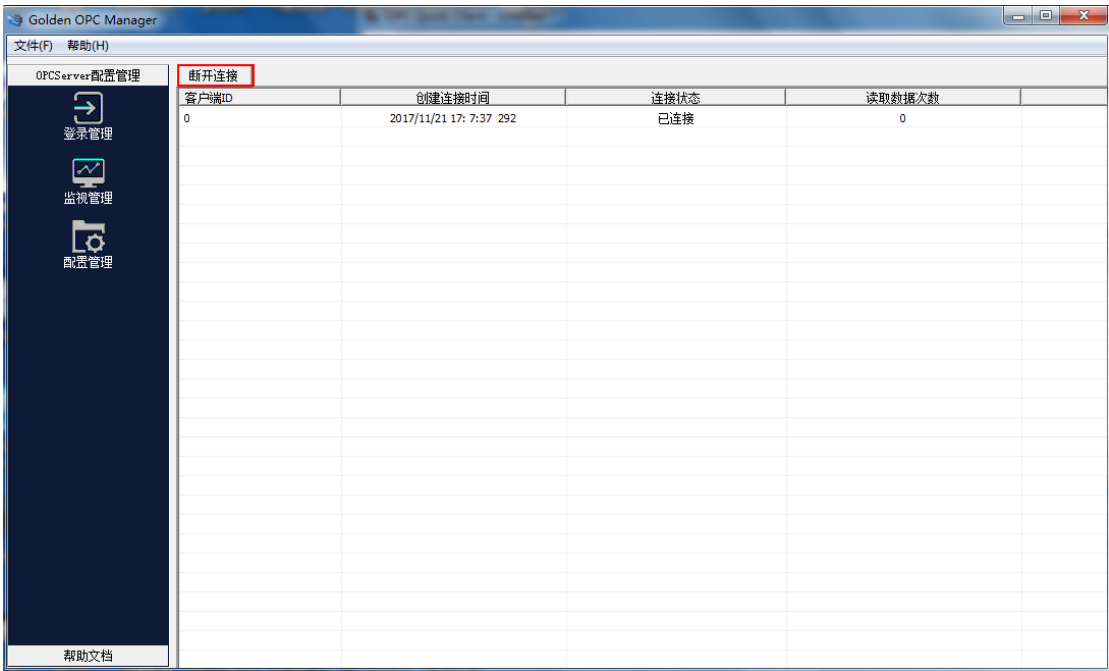 Golden OPC Manager
文件(F) 帮助(H)
OPCServer配置管理
登录管理
监视管理
配置管理
帮助文档
断开连接
客户端ID 创建连接时间 连接状态 读取数据次数
0 2017/11/21 17: 7:37 292 已连接 0